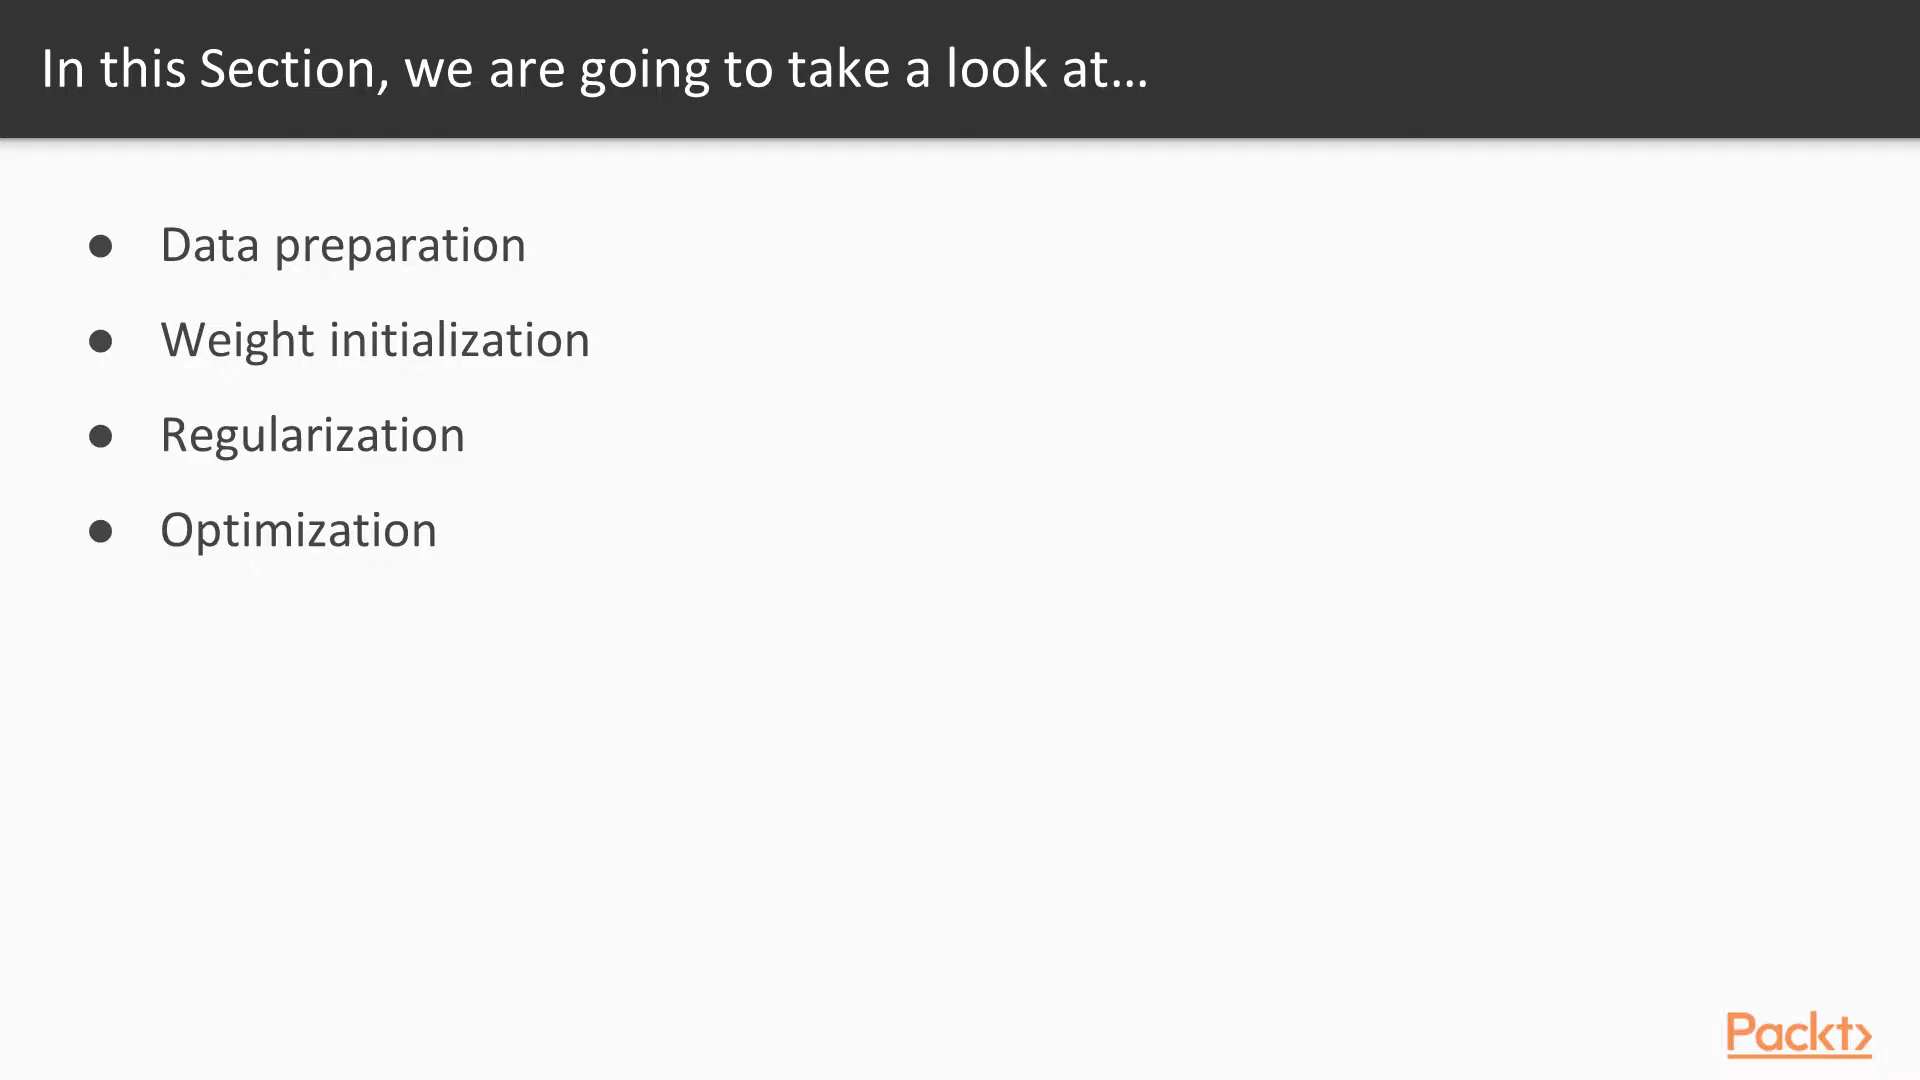 In this Section, we are going to take a look at...
● Data preparation
● Weight initialization
● Regularization
● Optimization
Packt>